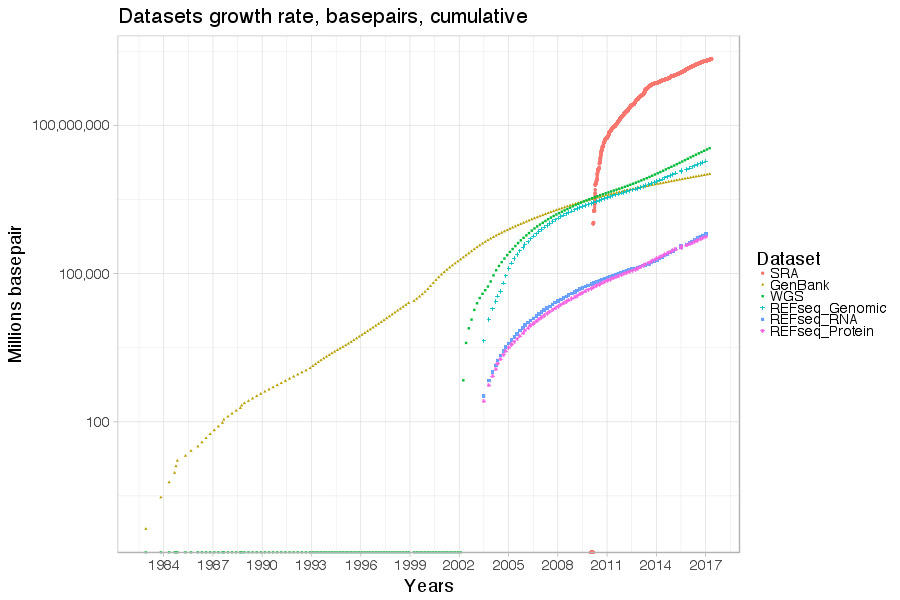 Datasets growth rate, basepairs, cumulative
Millions basepair
100,000,000
100,000
100
1984 1987 1990 1993 1996 1999 2002 2005 2008 2011 2014 2017
Years
Dataset
SRA
GenBank
WGS
REFseq_Genomic
REFseq_RNA
REFseq_Protein